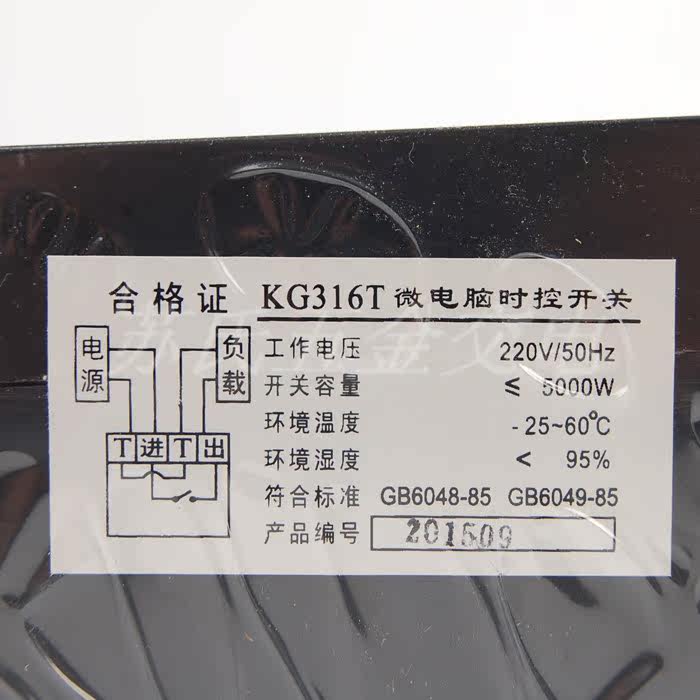 合格证 KG316T 微电脑时控开关
电源 负载
T 进 T 出
工作电压 220V/50Hz
开关容量 ≤ 5000W
环境温度 -25~60℃
环境湿度 < 95%
符合标准 GB6048-85 GB6049-85
产品编号 201509